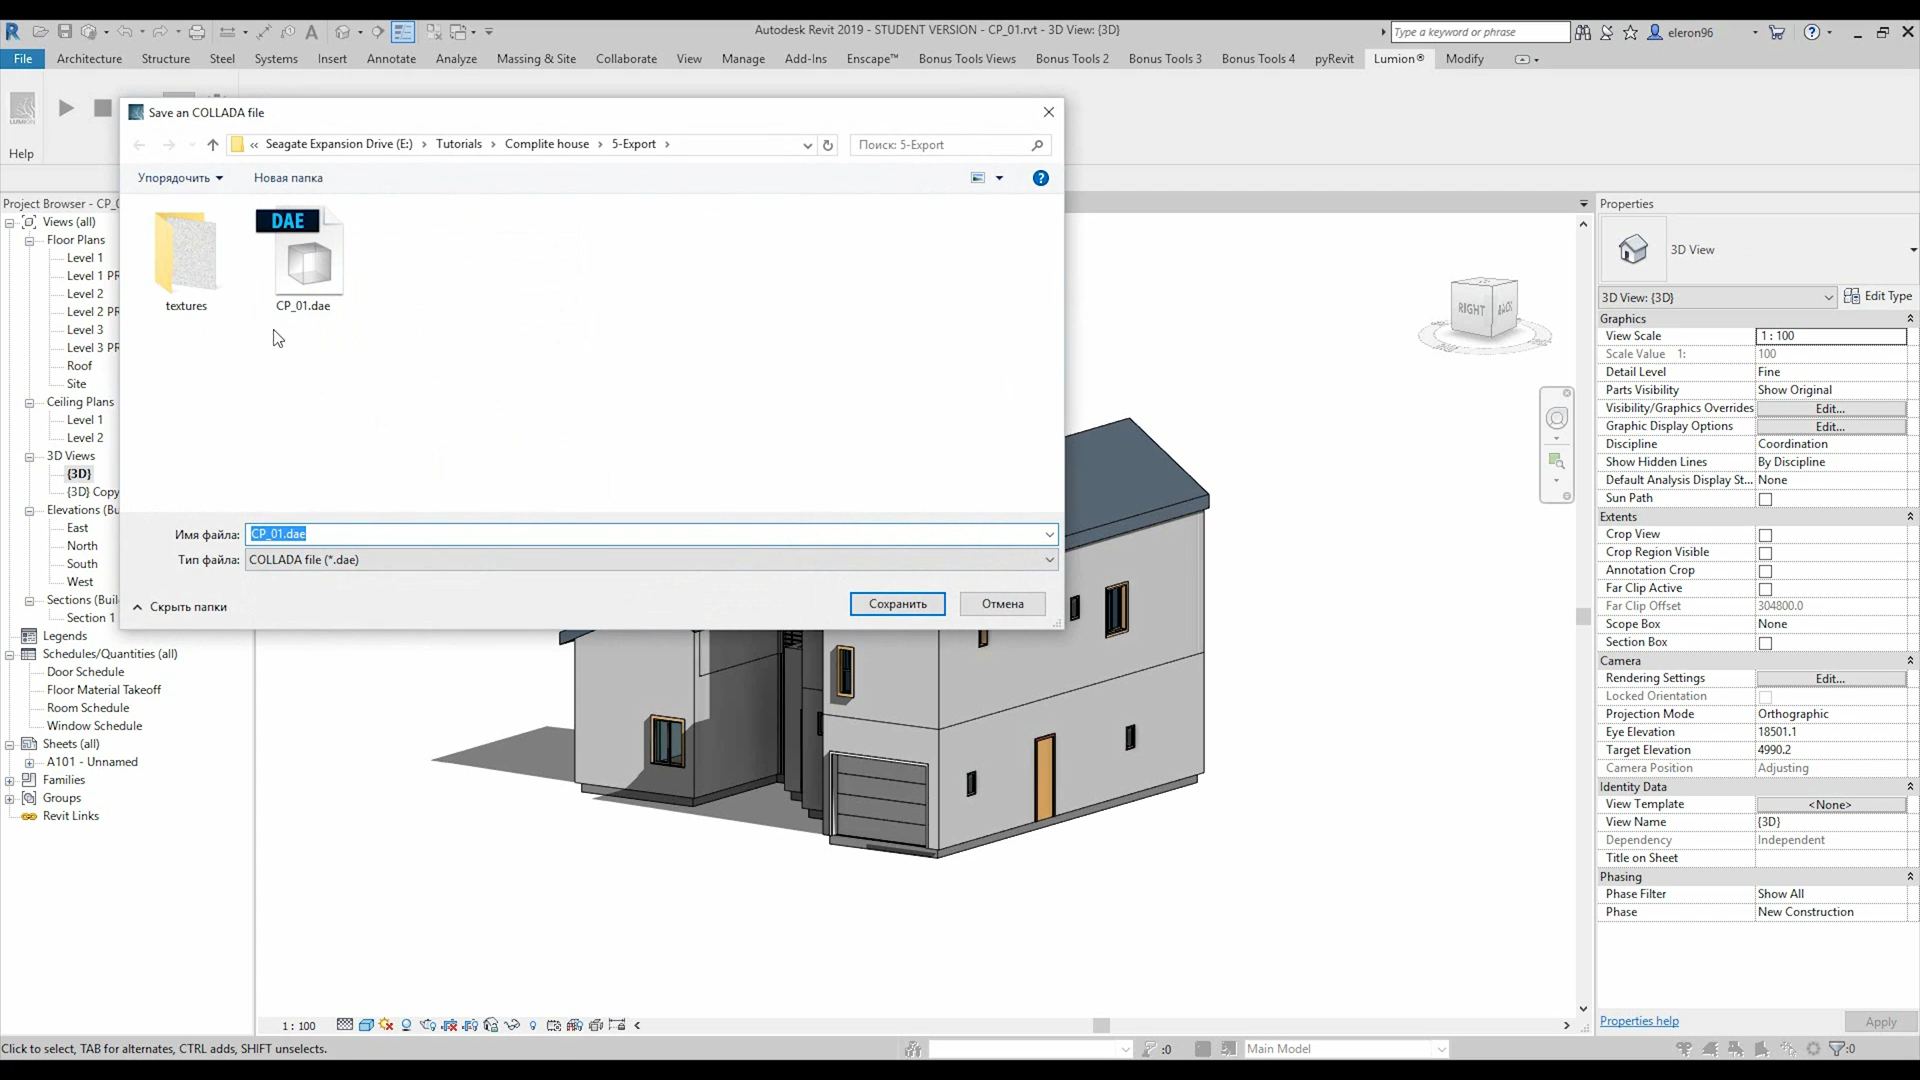 Autodesk Revit 2019 - STUDENT VERSION - CP_01.rvt - 3D View: {3D}
Type a keyword or phrase
eleron96
File Architecture Structure Steel Systems Insert Annotate Analyze Massing & Site Collaborate View Manage Add-Ins Enscape™ Bonus Tools Views Bonus Tools 2 Bonus Tools 3 Bonus Tools 4 pyRevit Lumion® Modify
LUMION
Help
Save an COLLADA file
« Seagate Expansion Drive (E:) › Tutorials › Complite house › 5-Export ›
Поиск: 5-Export
Упорядочить
Новая папка
DAE
textures
CP_01.dae
Имя файла: CP_01.dae
Тип файла: COLLADA file (*.dae)
Скрыть папки
Сохранить
Отмена
Project Browser - CP_0
Views (all)
Floor Plans
Level 1
Level 1 PR
Level 2
Level 2 PR
Level 3
Level 3 PR
Roof
Site
Ceiling Plans
Level 1
Level 2
3D Views
{3D}
{3D} Copy
Elevations (Bu
East
North
South
West
Sections (Buil
Section 1
Legends
Schedules/Quantities (all)
Door Schedule
Floor Material Takeoff
Room Schedule
Window Schedule
Sheets (all)
A101 - Unnamed
Families
Groups
Revit Links
RIGHT
BACK
Properties
3D View
3D View: {3D}
Edit Type
Graphics
View Scale 1 : 100
Scale Value 1: 100
Detail Level Fine
Parts Visibility Show Original
Visibility/Graphics Overrides Edit...
Graphic Display Options Edit...
Discipline Coordination
Show Hidden Lines By Discipline
Default Analysis Display St... None
Sun Path
Extents
Crop View
Crop Region Visible
Annotation Crop
Far Clip Active
Far Clip Offset 304800.0
Scope Box None
Section Box
Camera
Rendering Settings Edit...
Locked Orientation
Projection Mode Orthographic
Eye Elevation 18501.1
Target Elevation 4990.2
Camera Position Adjusting
Identity Data
View Template <None>
View Name {3D}
Dependency Independent
Title on Sheet
Phasing
Phase Filter Show All
Phase New Construction
Properties help
Apply
1 : 100
Click to select, TAB for alternates, CTRL adds, SHIFT unselects.
:0
Main Model
:0